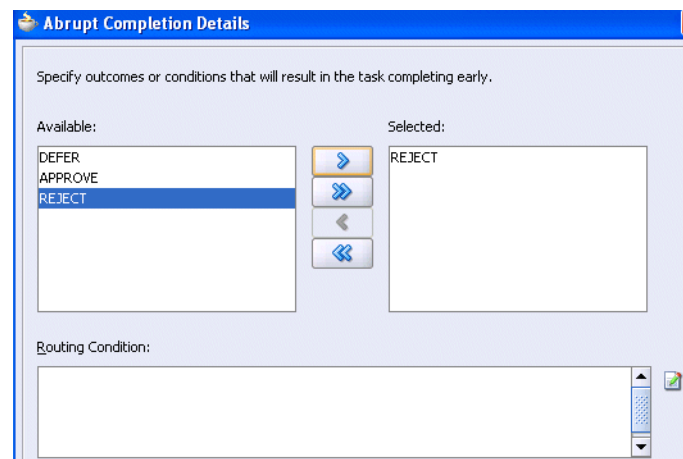 Abrupt Completion Details
Specify outcomes or conditions that will result in the task completing early.
Available:
Selected:
DEFER
APPROVE
REJECT
REJECT
Routing Condition: